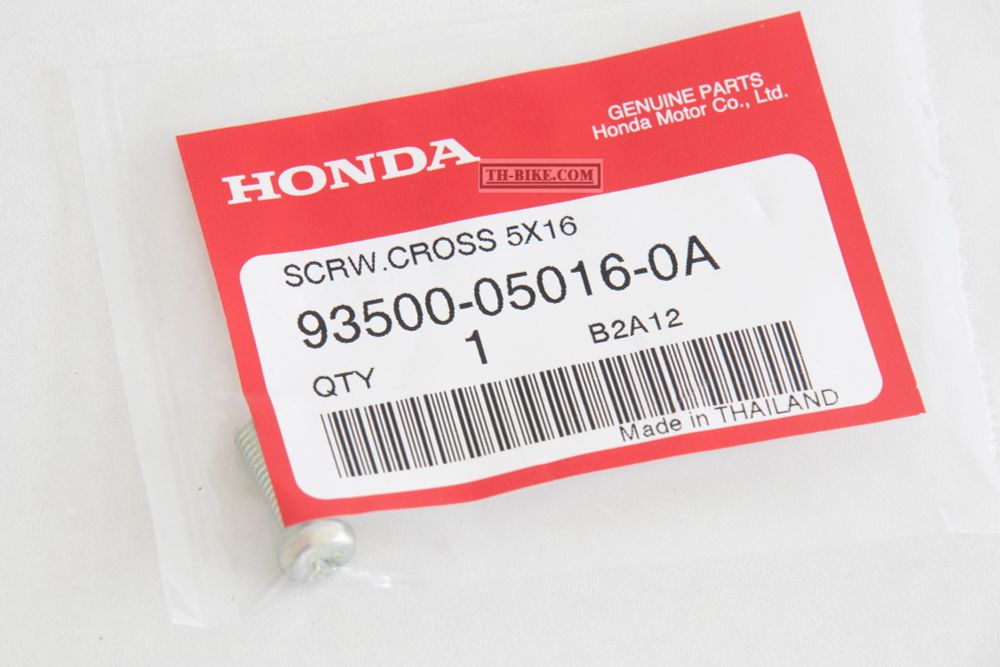 GENUINE PARTS
Honda Motor Co., Ltd.
HONDA
TH-BIKE.COM
SCRW.CROSS 5X16
93500-05016-0A
QTY 1 B2A12
Made in THAILAND